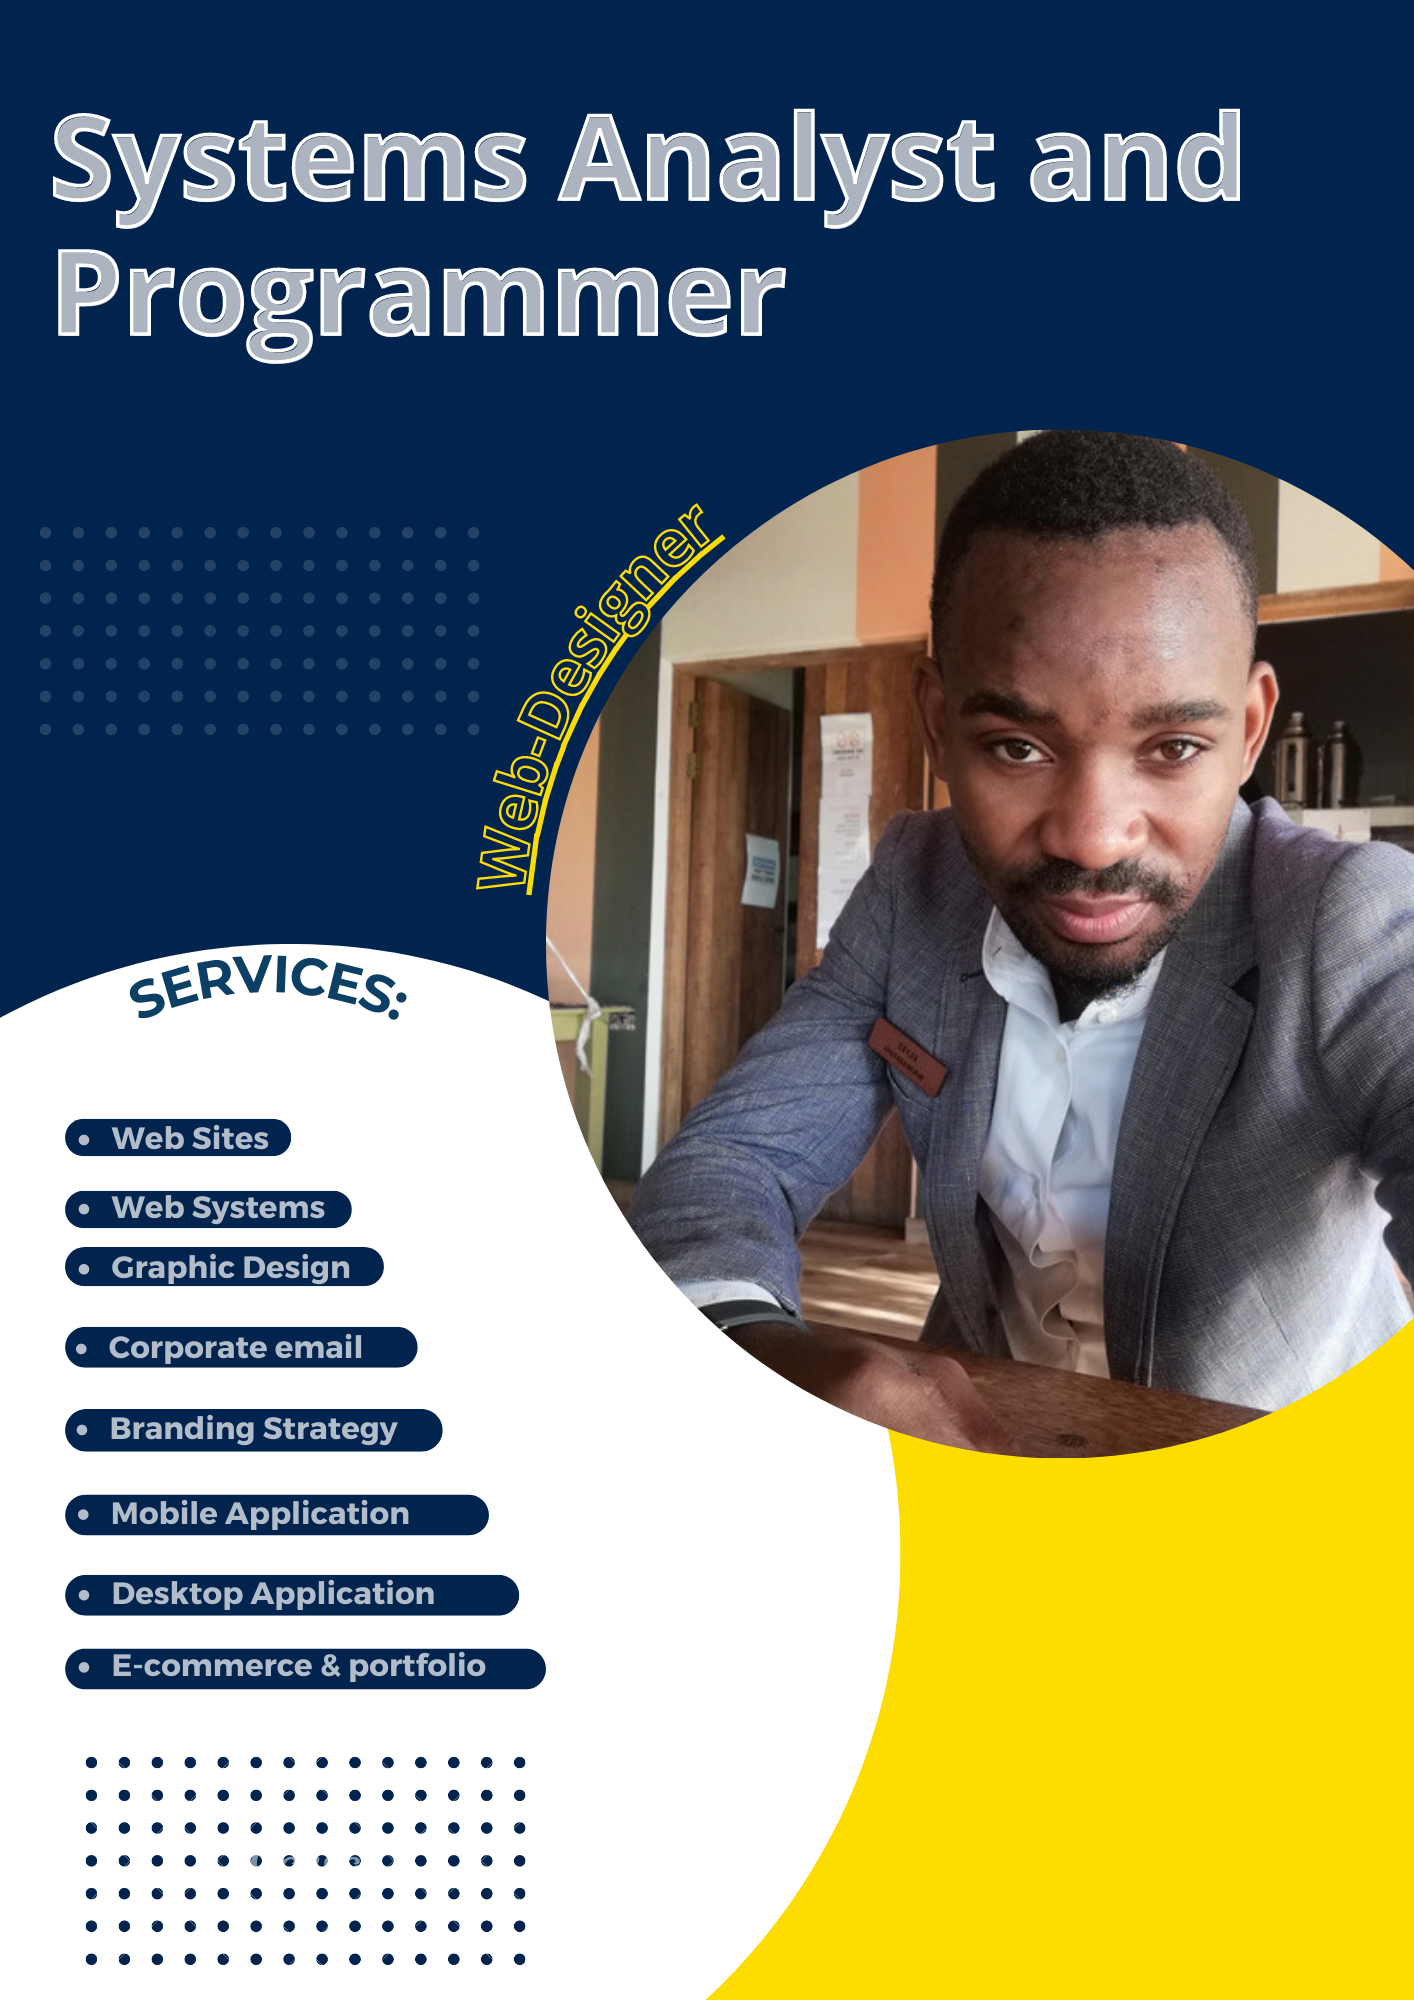 Systems Analyst and
Programmer
Web-Designer
SERVICES:
• Web Sites
• Web Systems
• Graphic Design
• Corporate email
• Branding Strategy
• Mobile Application
• Desktop Application
• E-commerce & portfolio